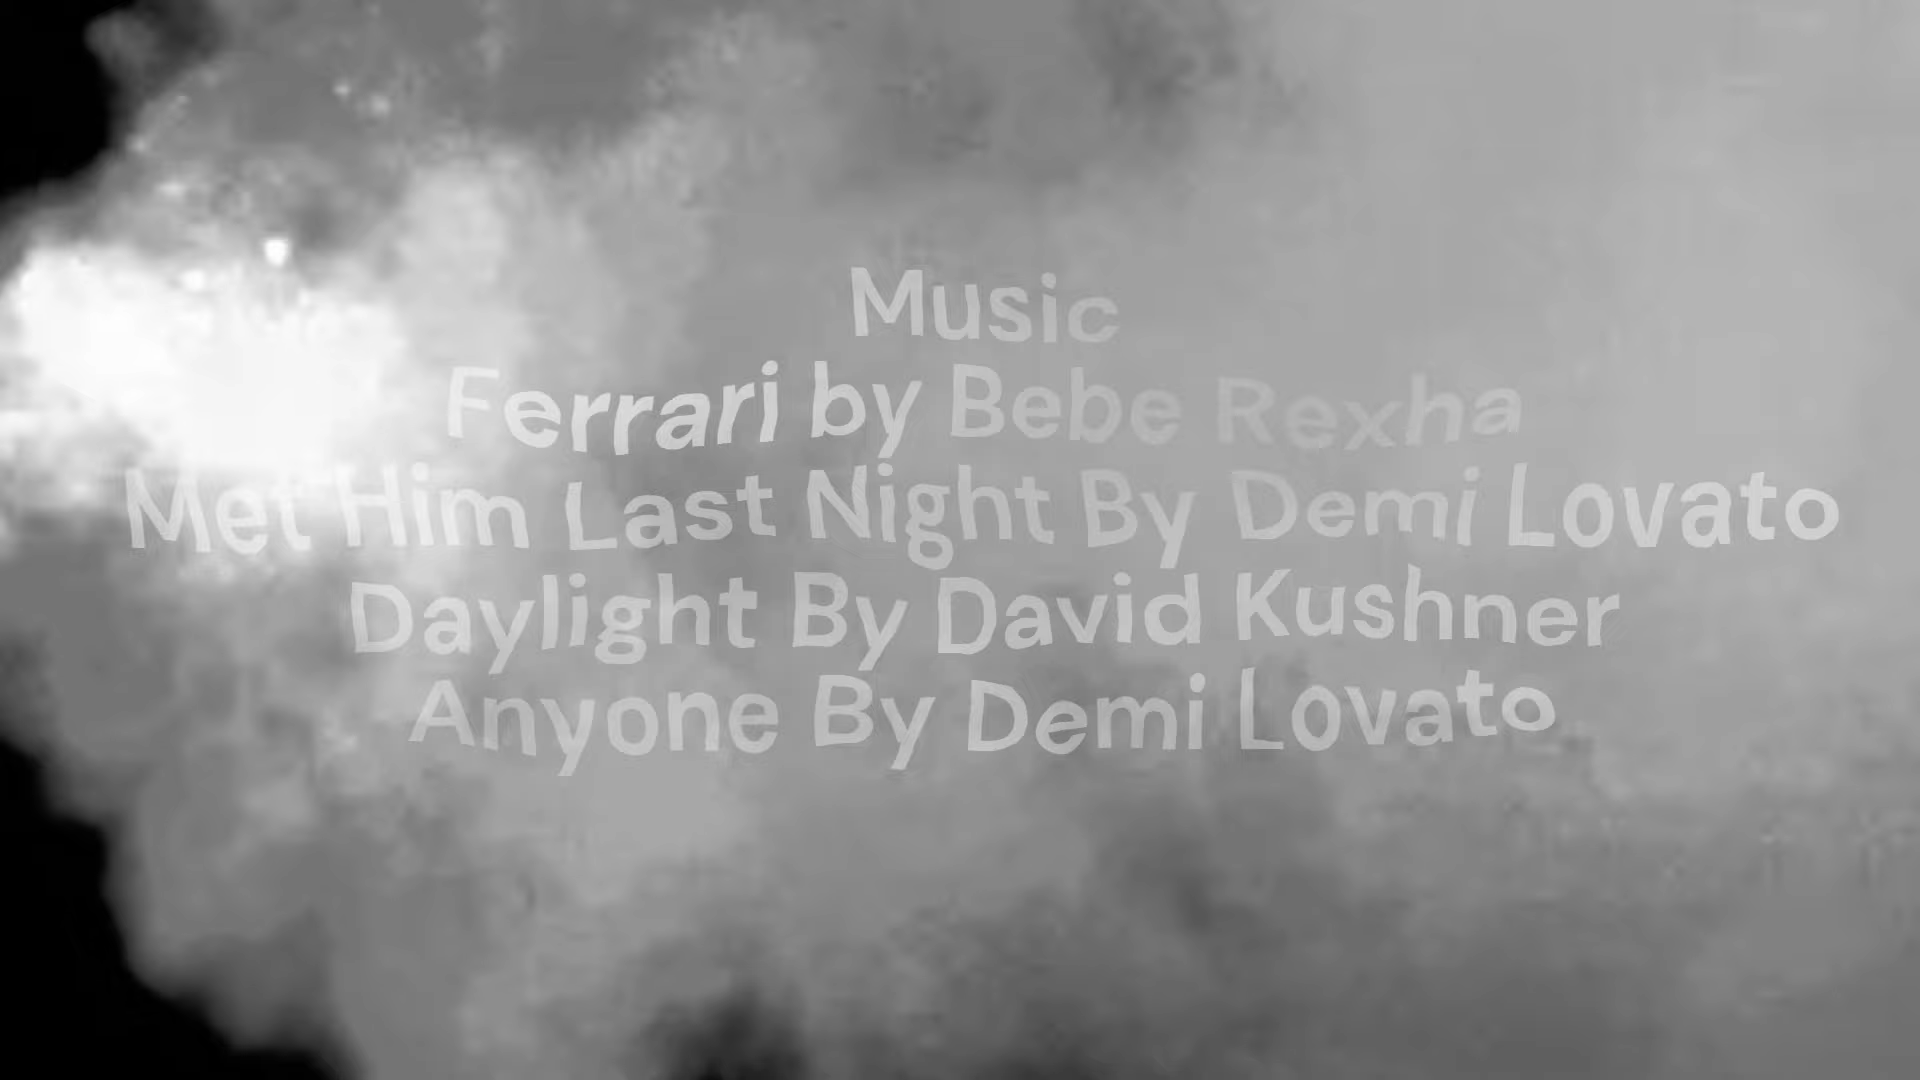 Music
Ferrari by Bebe Rexha
Met Him Last Night By Demi Lovato
Daylight By David Kushner
Anyone By Demi Lovato